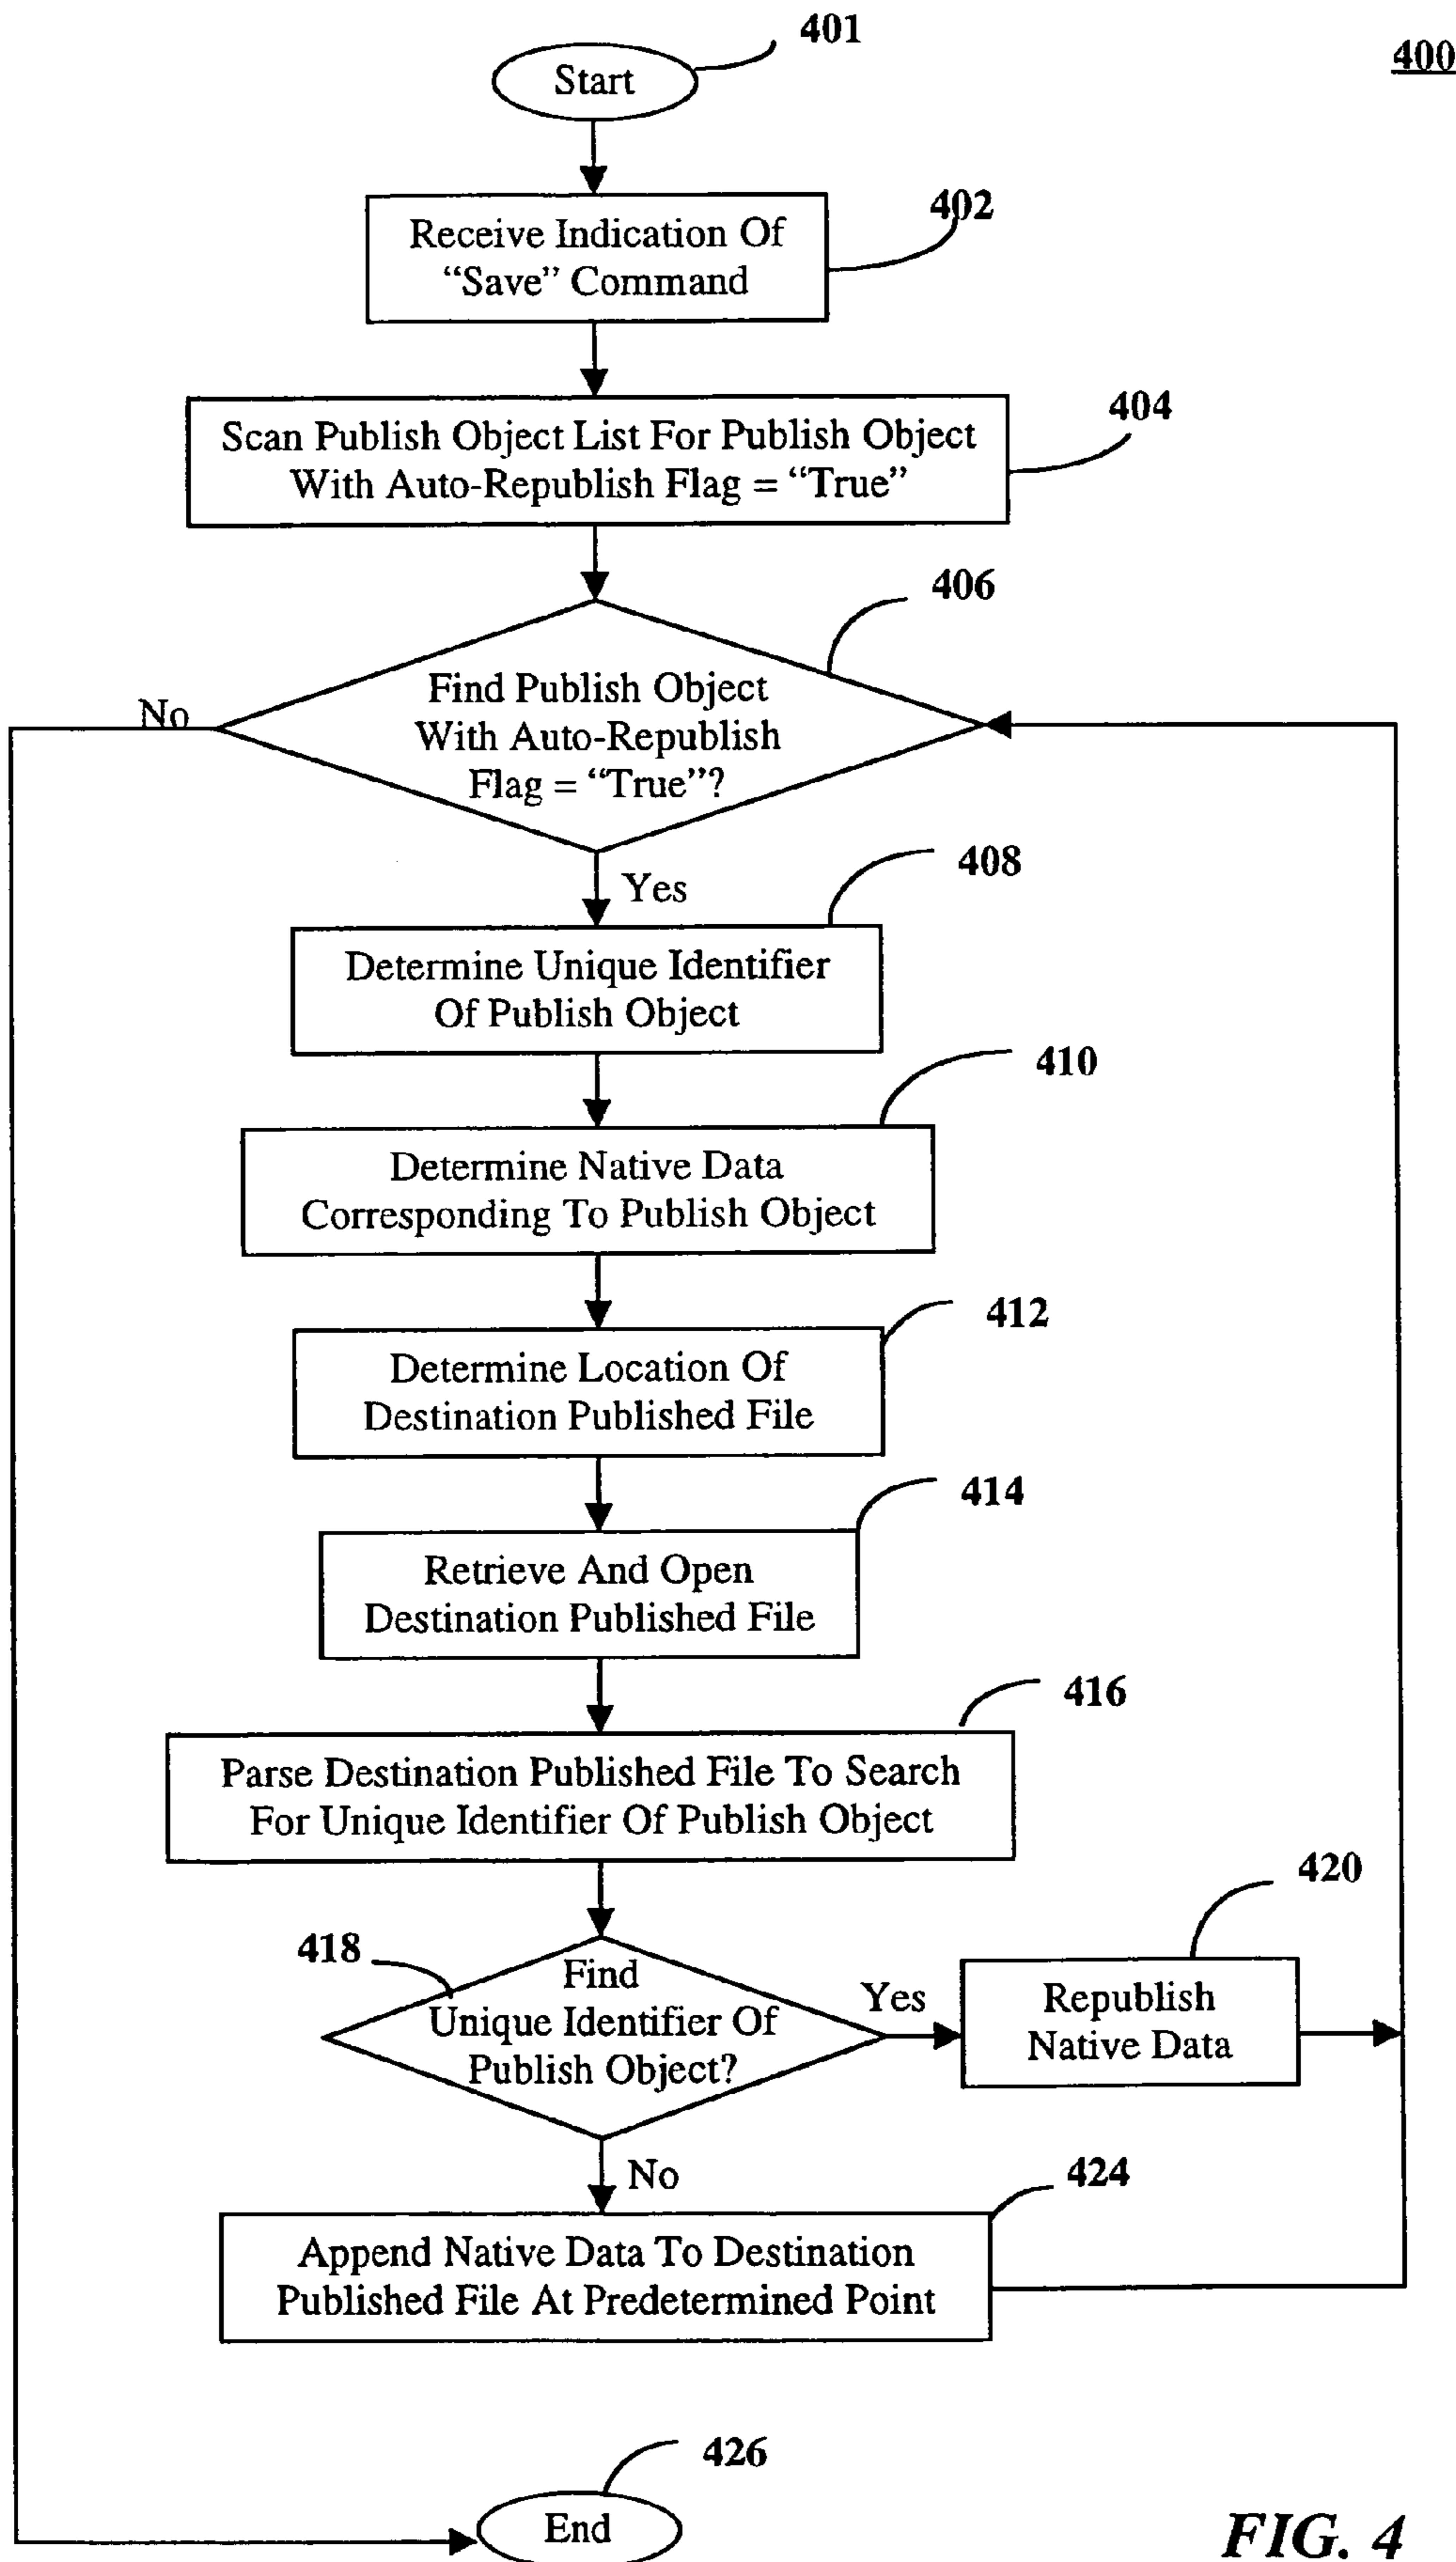 401
400
Start
402
Receive Indication Of
“Save” Command
404
Scan Publish Object List For Publish Object
With Auto-Republish Flag = “True”
406
Find Publish Object
With Auto-Republish
Flag = “True”?
No
Yes
408
Determine Unique Identifier
Of Publish Object
410
Determine Native Data
Corresponding To Publish Object
412
Determine Location Of
Destination Published File
414
Retrieve And Open
Destination Published File
416
Parse Destination Published File To Search
For Unique Identifier Of Publish Object
418
Find
Unique Identifier Of
Publish Object?
Yes
420
Republish
Native Data
No
424
Append Native Data To Destination
Published File At Predetermined Point
426
End
FIG. 4